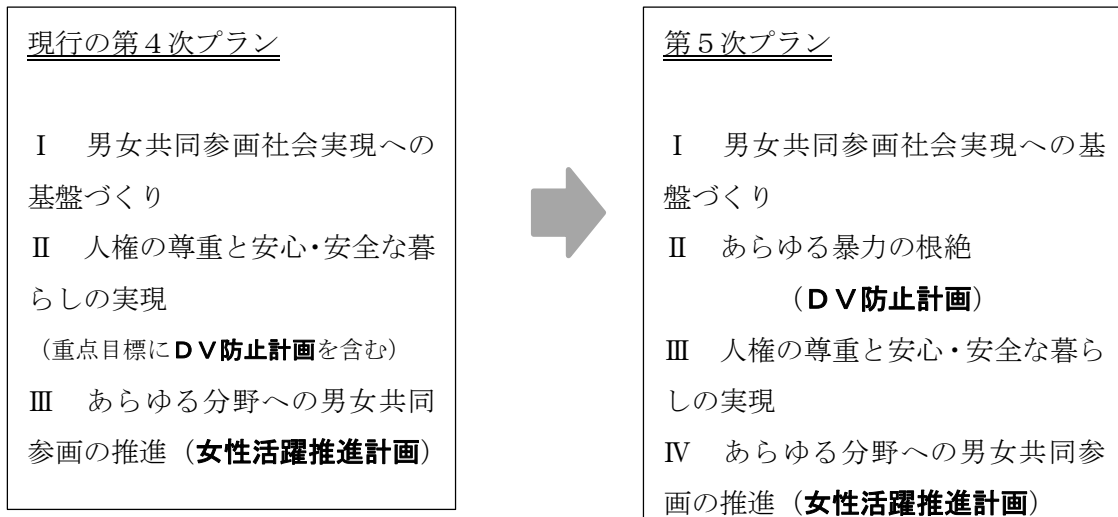 現行の第４次プラン
Ⅰ　男女共同参画社会実現への
基盤づくり
Ⅱ　人権の尊重と安心・安全な暮
らしの実現
（重点目標にＤＶ防止計画を含む）
Ⅲ　あらゆる分野への男女共同
参画の推進（女性活躍推進計画）
第５次プラン
Ⅰ　男女共同参画社会実現への基
盤づくり
Ⅱ　あらゆる暴力の根絶
（ＤＶ防止計画）
Ⅲ　人権の尊重と安心・安全な暮ら
しの実現
Ⅳ　あらゆる分野への男女共同参
画の推進（女性活躍推進計画）